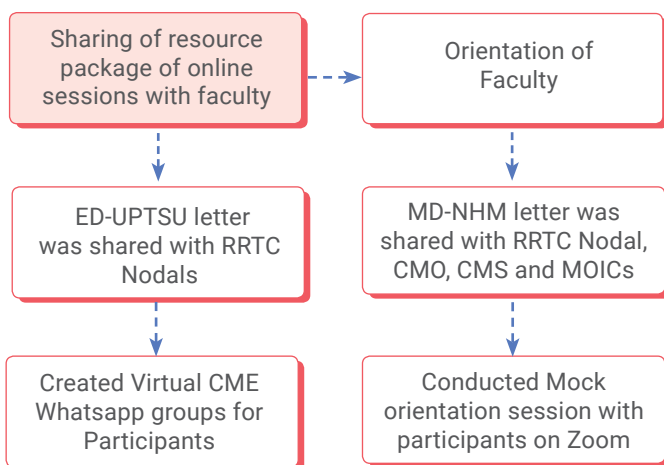 Sharing of resource
package of online
sessions with faculty
Orientation of
Faculty
ED-UPTSU letter
was shared with RRTC
Nodals
MD-NHM letter was
shared with RRTC Nodal,
CMO, CMS and MOICs
Created Virtual CME
Whatsapp groups for
Participants
Conducted Mock
orientation session with
participants on Zoom